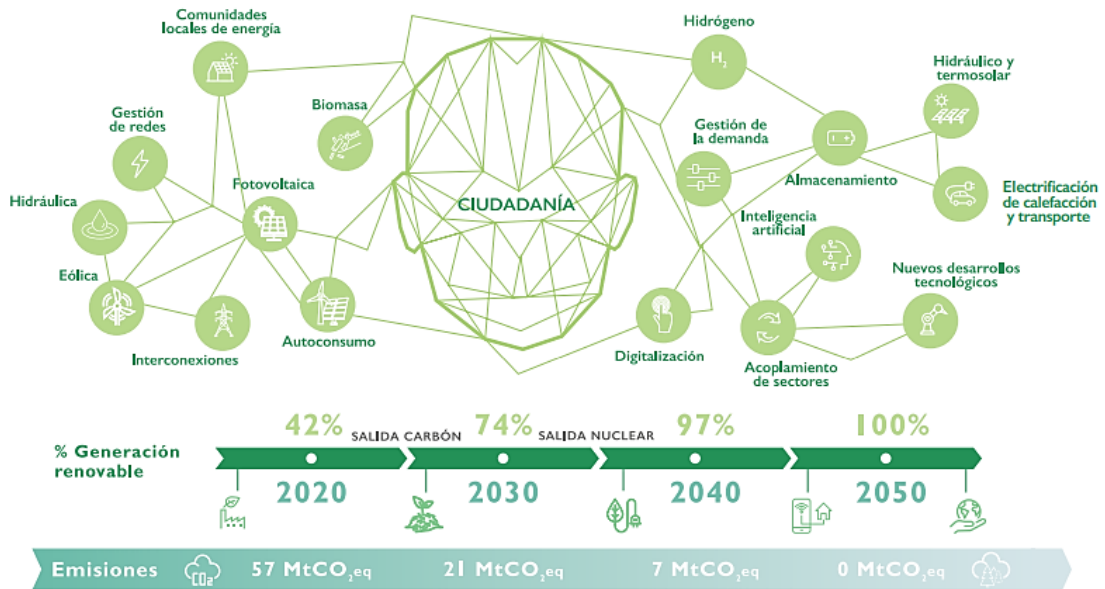 Comunidades
locales de energía
Hidrógeno
H₂
Hidráulico y
termosolar
Gestión
de redes
Biomasa
Gestión de
la demanda
Almacenamiento
Electrificación
de calefacción
y transporte
Hidráulica
Fotovoltaica
CIUDADANÍA
Inteligencia
artificial
Eólica
Nuevos desarrollos
tecnológicos
Interconexiones
Autoconsumo
Digitalización
Acoplamiento
de sectores
% Generación
renovable
42%
SALIDA CARBÓN
74%
SALIDA NUCLEAR
97%
100%
2020
2030
2040
2050
Emisiones
CO₂
57 MtCO₂eq
21 MtCO₂eq
7 MtCO₂eq
0 MtCO₂eq